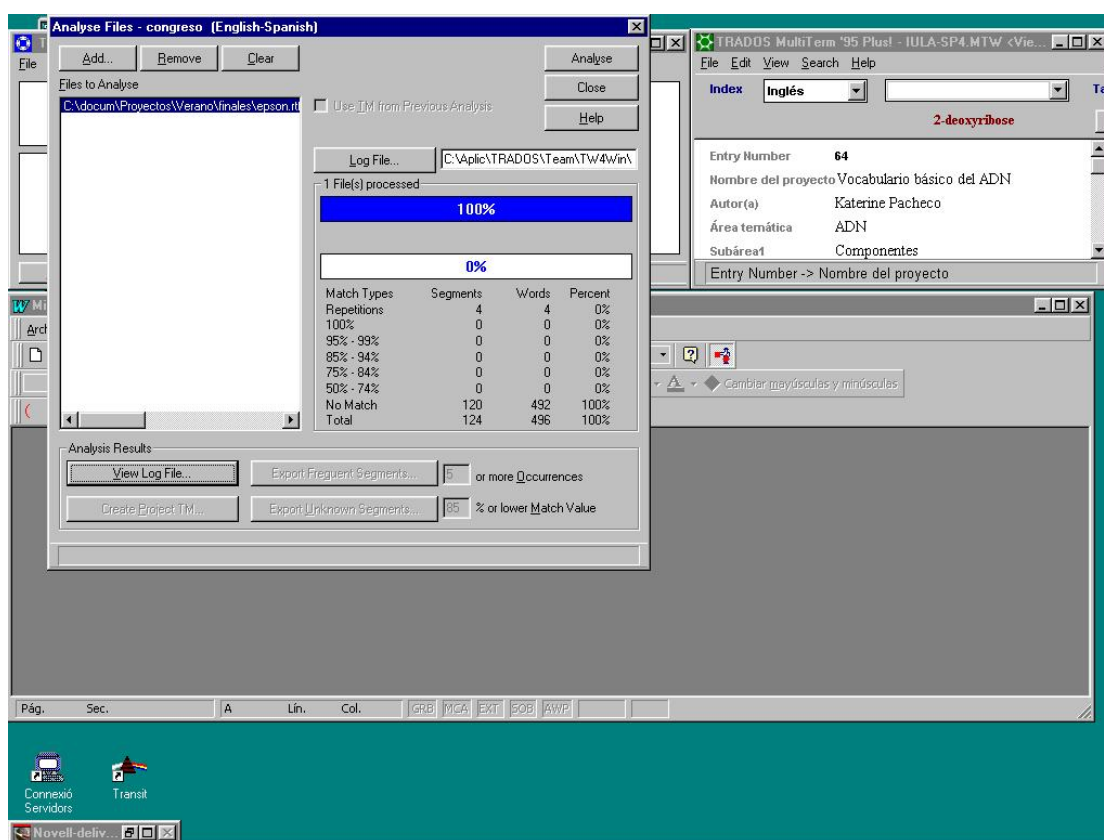 Analyse Files - congreso (English-Spanish)
Add... Remove Clear Analyse
Files to Analyse
Close
C:\docum\Proyectos\Verano\finales\epson.rt
Use TM from Previous Analysis
Help
Log File... C:\Aplic\TRADOS\Team\TW4Win\
1 File(s) processed
100%
0%
Match Types Segments Words Percent
Repetitions 4 4 0%
100% 0 0 0%
95% - 99% 0 0 0%
85% - 94% 0 0 0%
75% - 84% 0 0 0%
50% - 74% 0 0 0%
No Match 120 492 100%
Total 124 496 100%
Analysis Results
View Log File... Export Frequent Segments... 5 or more Occurrences
Create Project TM... Export Unknown Segments... 85 % or lower Match Value
File
TRADOS MultiTerm '95 Plus! - IULA-SP4.MTW <Vie...
File Edit View Search Help
Index Inglés
2-deoxyribose
Entry Number 64
Nombre del proyecto Vocabulario básico del ADN
Autor(a) Katerine Pacheco
Área temática ADN
Subárea1 Componentes
Entry Number -> Nombre del proyecto
Cambiar mayúsculas y minúsculas
Pág. Sec. A Lín. Col. GRB MCA EXT SOB AWP
Connexió
Servidors
Transit
Novell-deliv...